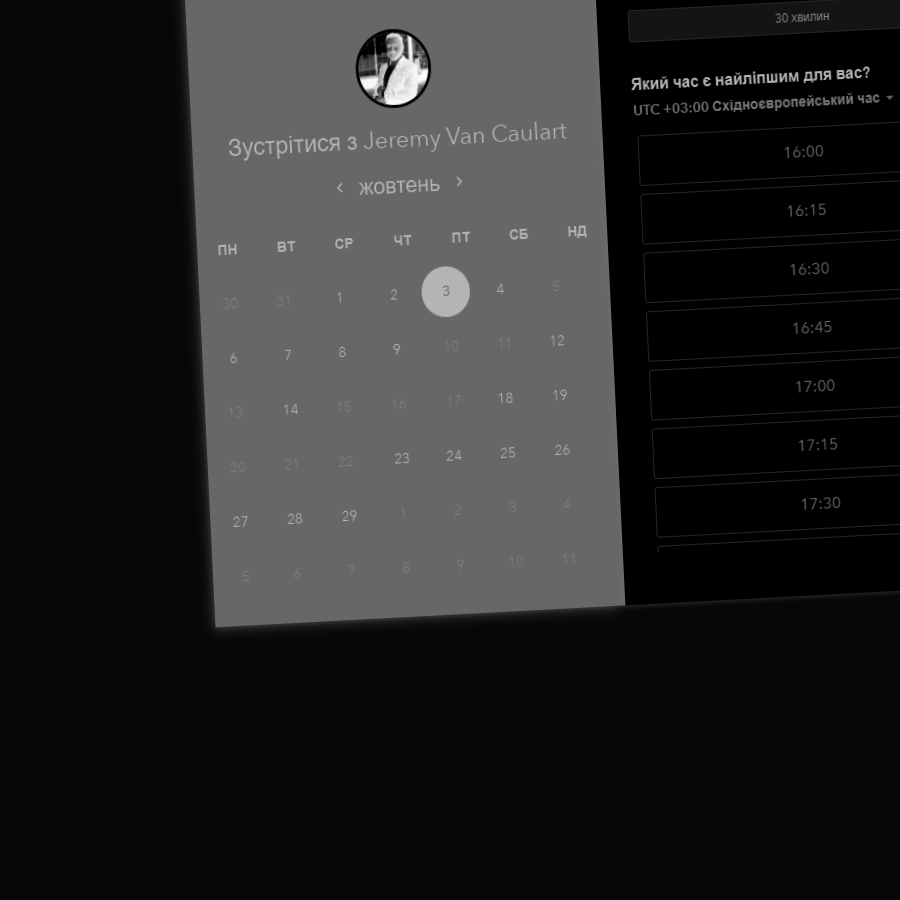 Зустрітися з Jeremy Van Caulart
‹ жовтень ›
ПН ВТ СР ЧТ ПТ СБ НД
30 31 1 2 3 4 5
6 7 8 9 10 11 12
13 14 15 16 17 18 19
20 21 22 23 24 25 26
27 28 29 1 2 3 4
5 6 7 8 9 10 11
30 хвилин
Який час є найліпшим для вас?
UTC +03:00 Східноєвропейський час
16:00
16:15
16:30
16:45
17:00
17:15
17:30